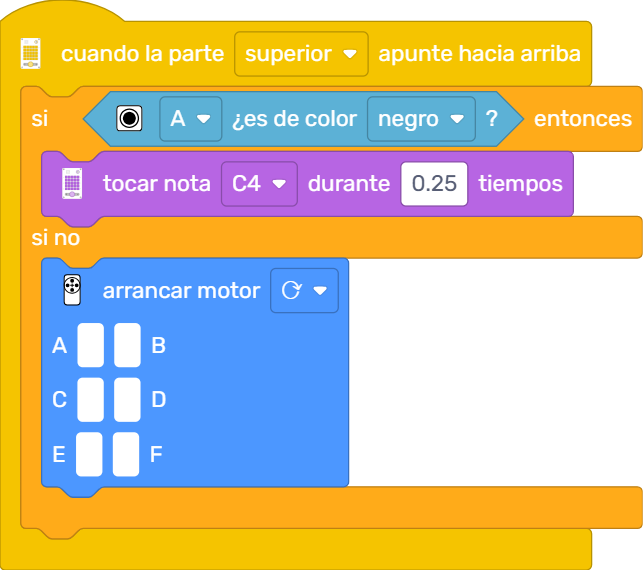 cuando la parte superior apunte hacia arriba
si A ¿es de color negro ? entonces
tocar nota C4 durante 0.25 tiempos
si no
arrancar motor
A B
C D
E F